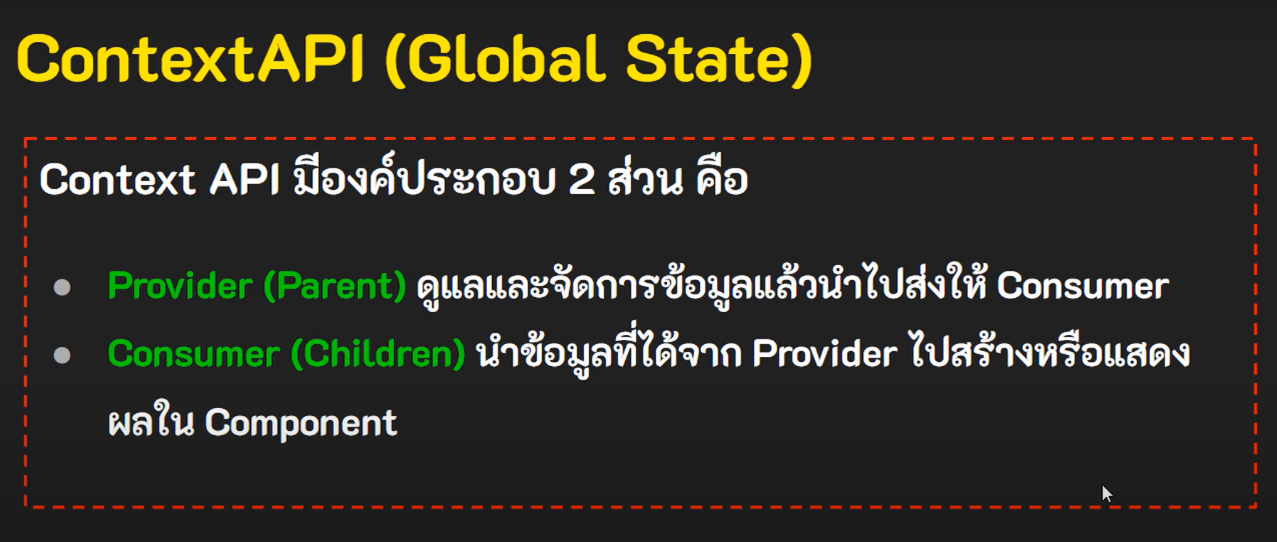 ContextAPI (Global State)
Context API มีองค์ประกอบ 2 ส่วน คือ
● Provider (Parent) ดูแลและจัดการข้อมูลแล้วนำไปส่งให้ Consumer
● Consumer (Children) นำข้อมูลที่ได้จาก Provider ไปสร้างหรือแสดง
ผลใน Component